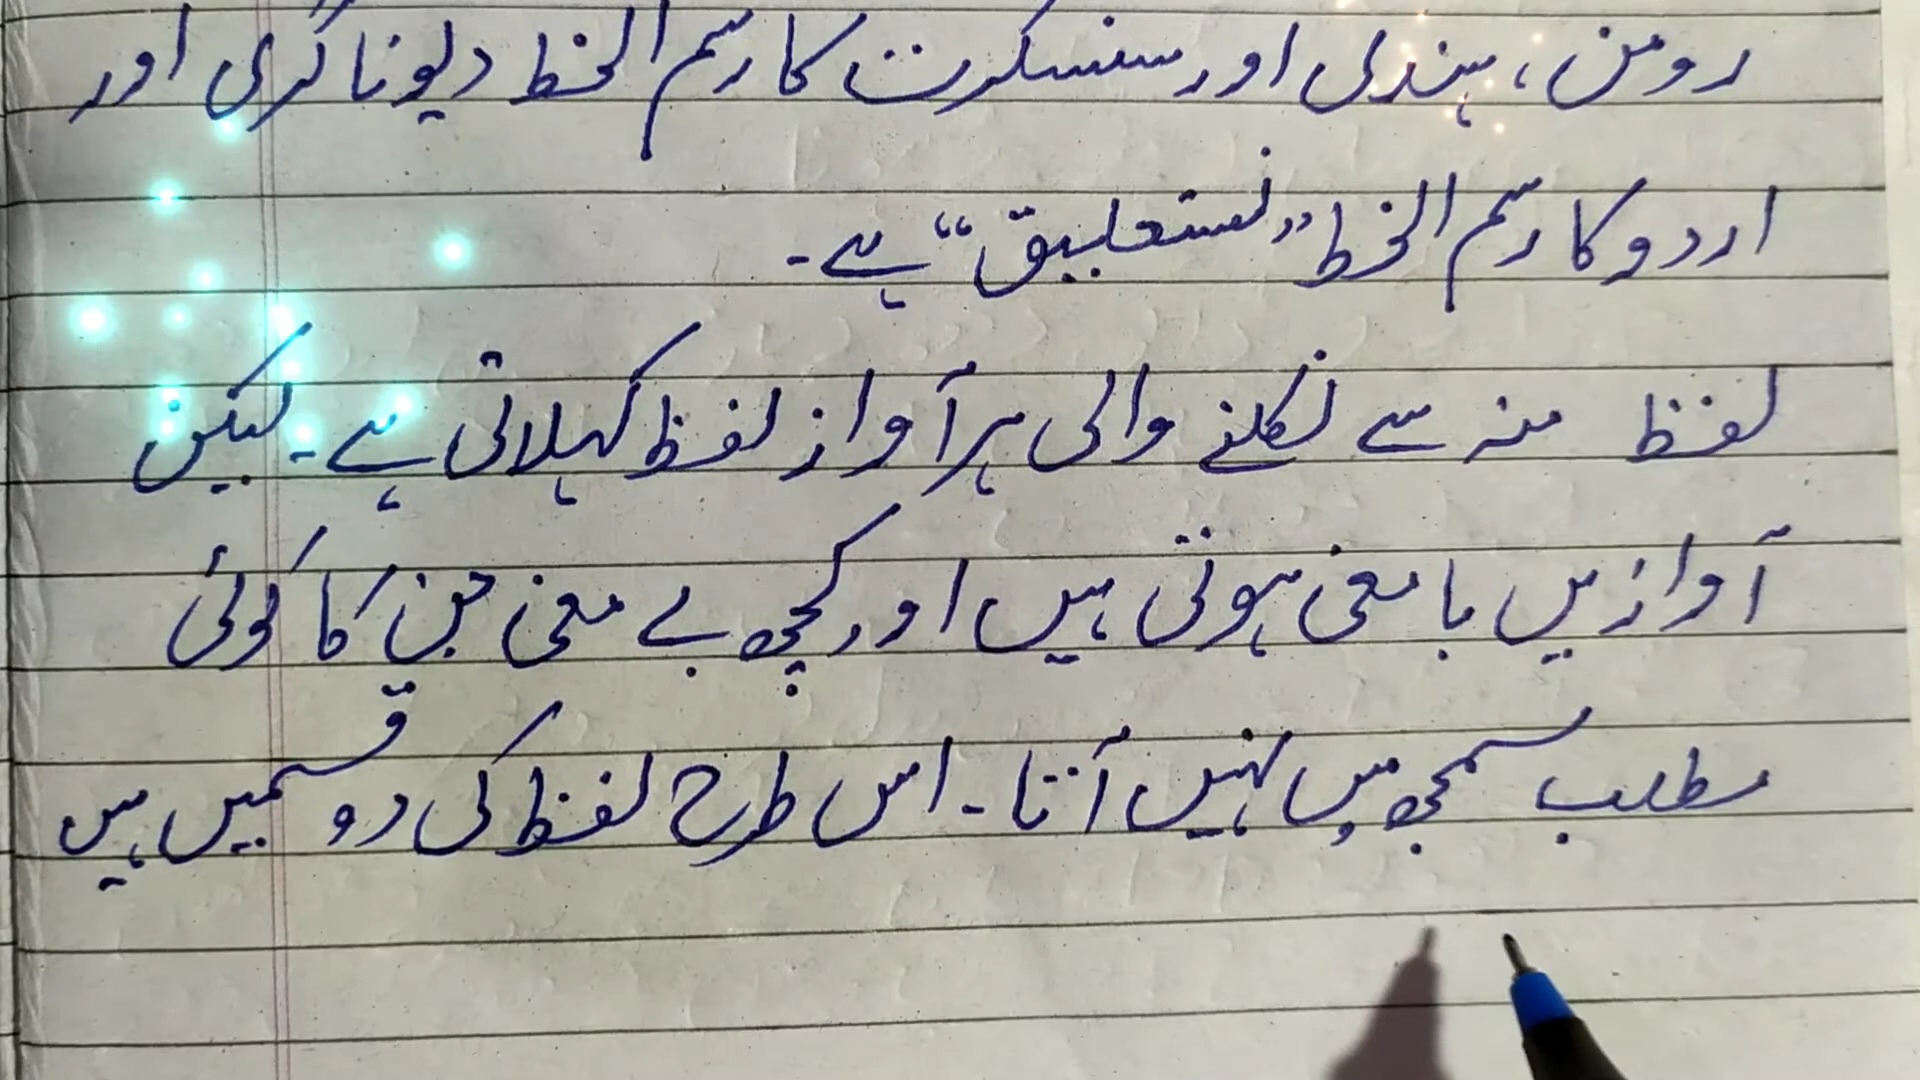 رومن، ہندی اور سنسکرت کا رسم الخط دیوناگری اور
اردو کا رسم الخط ”نستعلیق“ ہے۔
لفظ منہ سے نکلنے والی ہر آواز لفظ کہلاتی ہے۔ لیکن
آوازیں با معنی ہوتی ہیں اور کچھ بے معنی جن کا کوئی
مطلب سمجھ میں نہیں آتا۔ اس طرح لفظ کی دو قسمیں ہیں